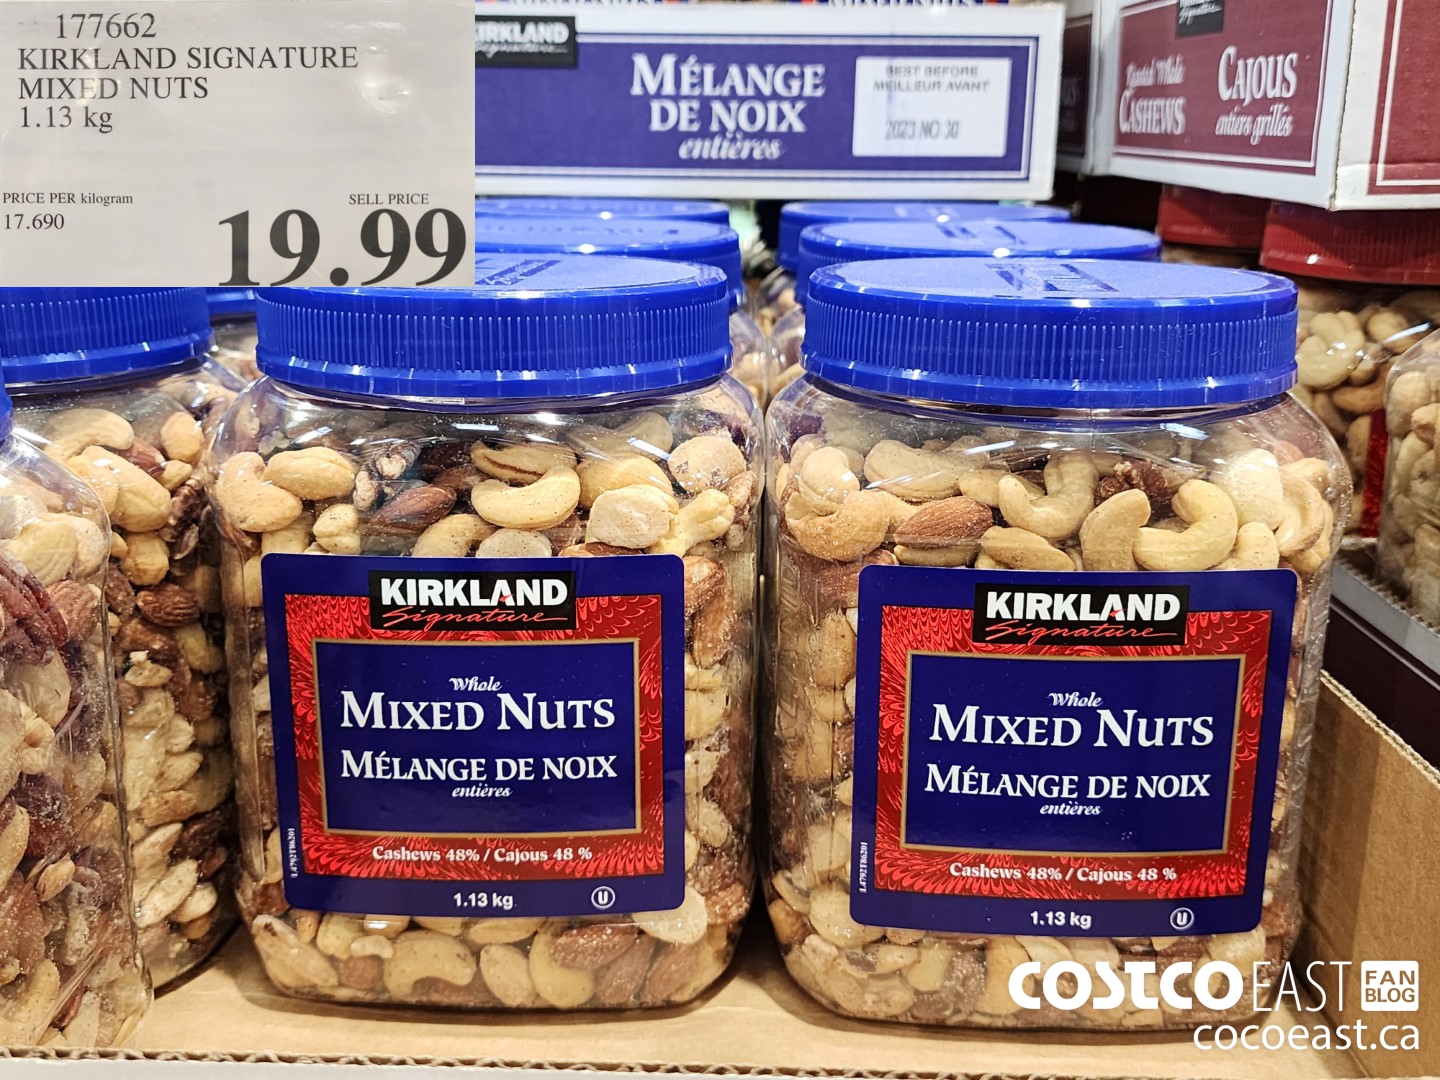 177662
KIRKLAND SIGNATURE
MIXED NUTS
1.13 kg
PRICE PER kilogram
17.690
SELL PRICE
19.99
KIRKLAND
Signature
MÉLANGE
DE NOIX
entières
BEST BEFORE
MEILLEUR AVANT
2023 NO 30
Roasted Whole
CASHEWS
CAJOUS
entiers grillés
KIRKLAND
Signature
Whole
MIXED NUTS
MÉLANGE DE NOIX
entières
Cashews 48% / Cajous 48 %
1.13 kg
U
KIRKLAND
Signature
Whole
MIXED NUTS
MÉLANGE DE NOIX
entières
Cashews 48% / Cajous 48 %
1.13 kg
U
COSTCO EAST FAN BLOG
cocoeast.ca